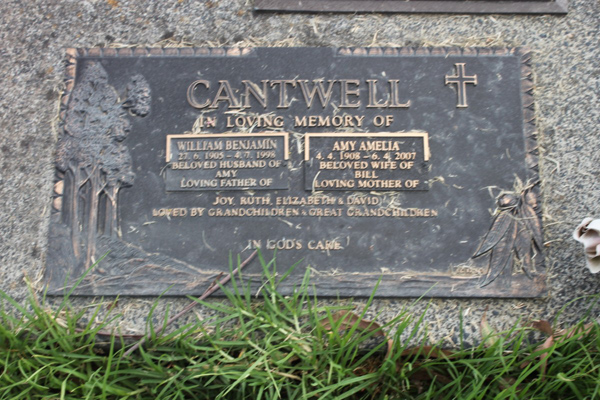 CANTWELL
IN LOVING MEMORY OF
WILLIAM BENJAMIN
27. 6. 1905 - 4. 7. 1998
BELOVED HUSBAND OF
AMY
LOVING FATHER OF
AMY AMELIA
4. 4. 1908 - 6. 4. 2007
BELOVED WIFE OF
BILL
LOVING MOTHER OF
JOY, RUTH, ELIZABETH & DAVID
LOVED BY GRANDCHILDREN & GREAT GRANDCHILDREN
IN GOD'S CARE